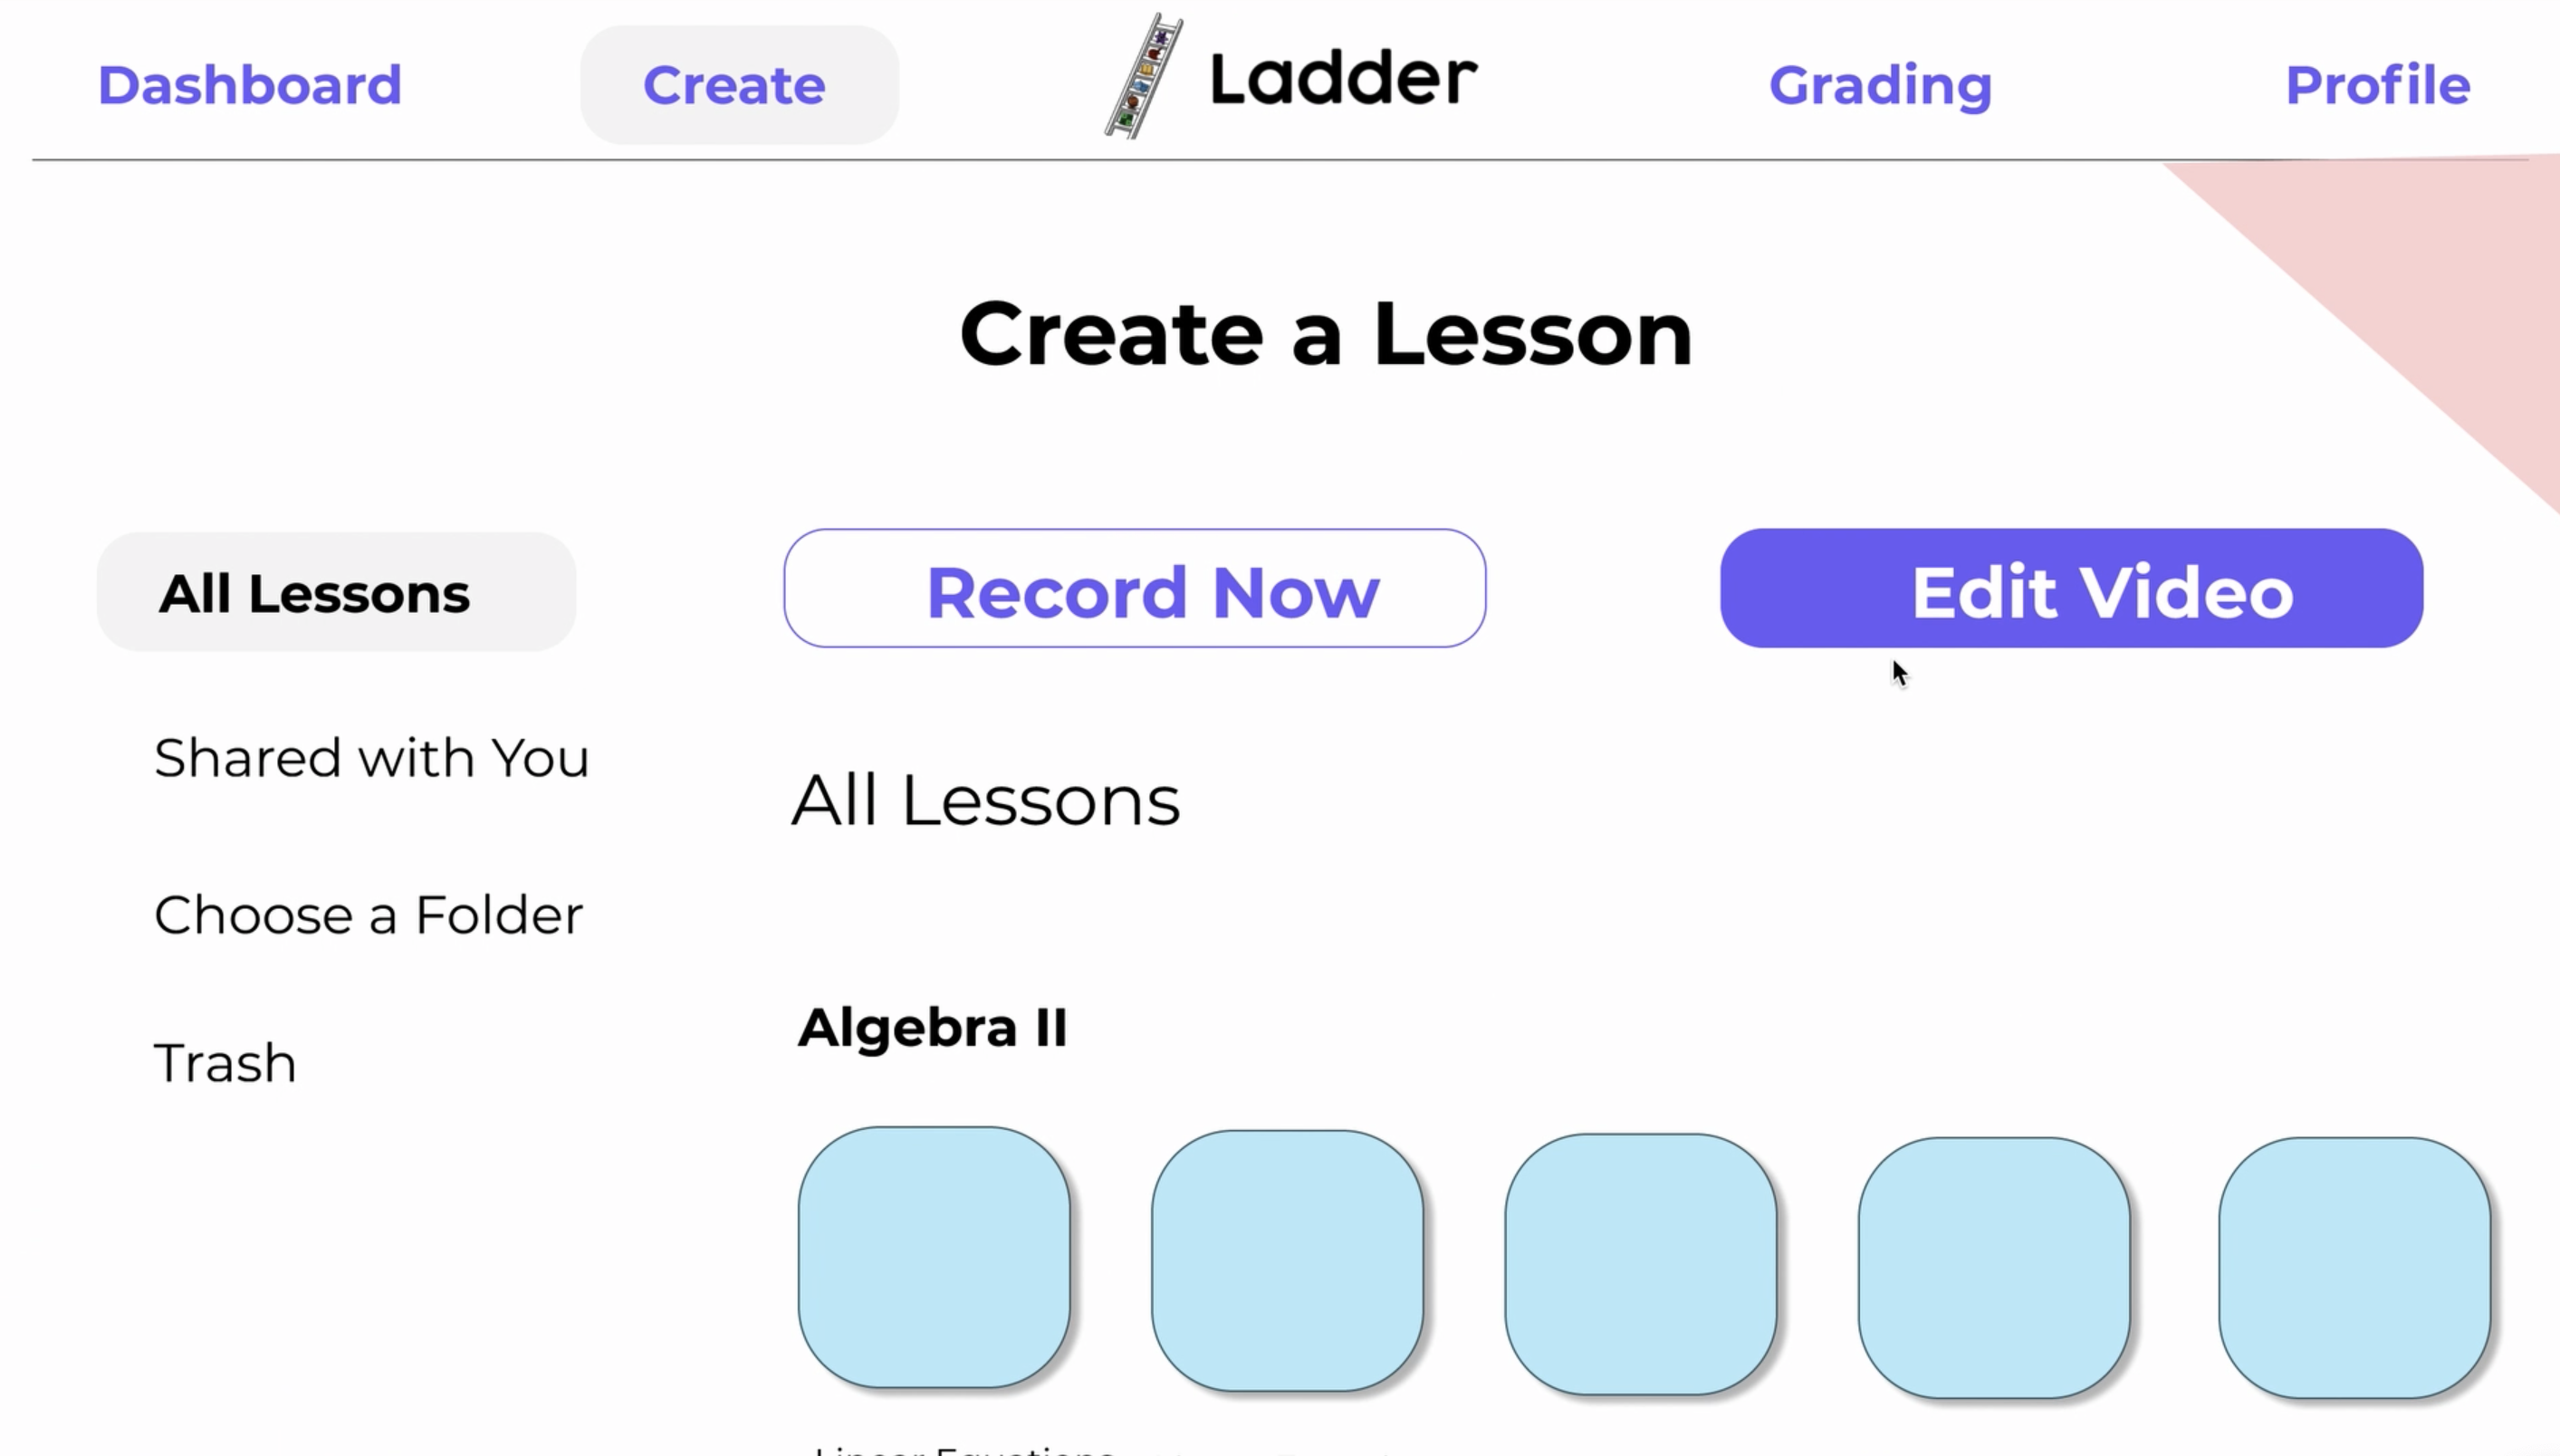 Dashboard
Create
Ladder
Grading
Profile
Create a Lesson
All Lessons
Record Now
Edit Video
Shared with You
All Lessons
Choose a Folder
Algebra II
Trash
Linear Equations